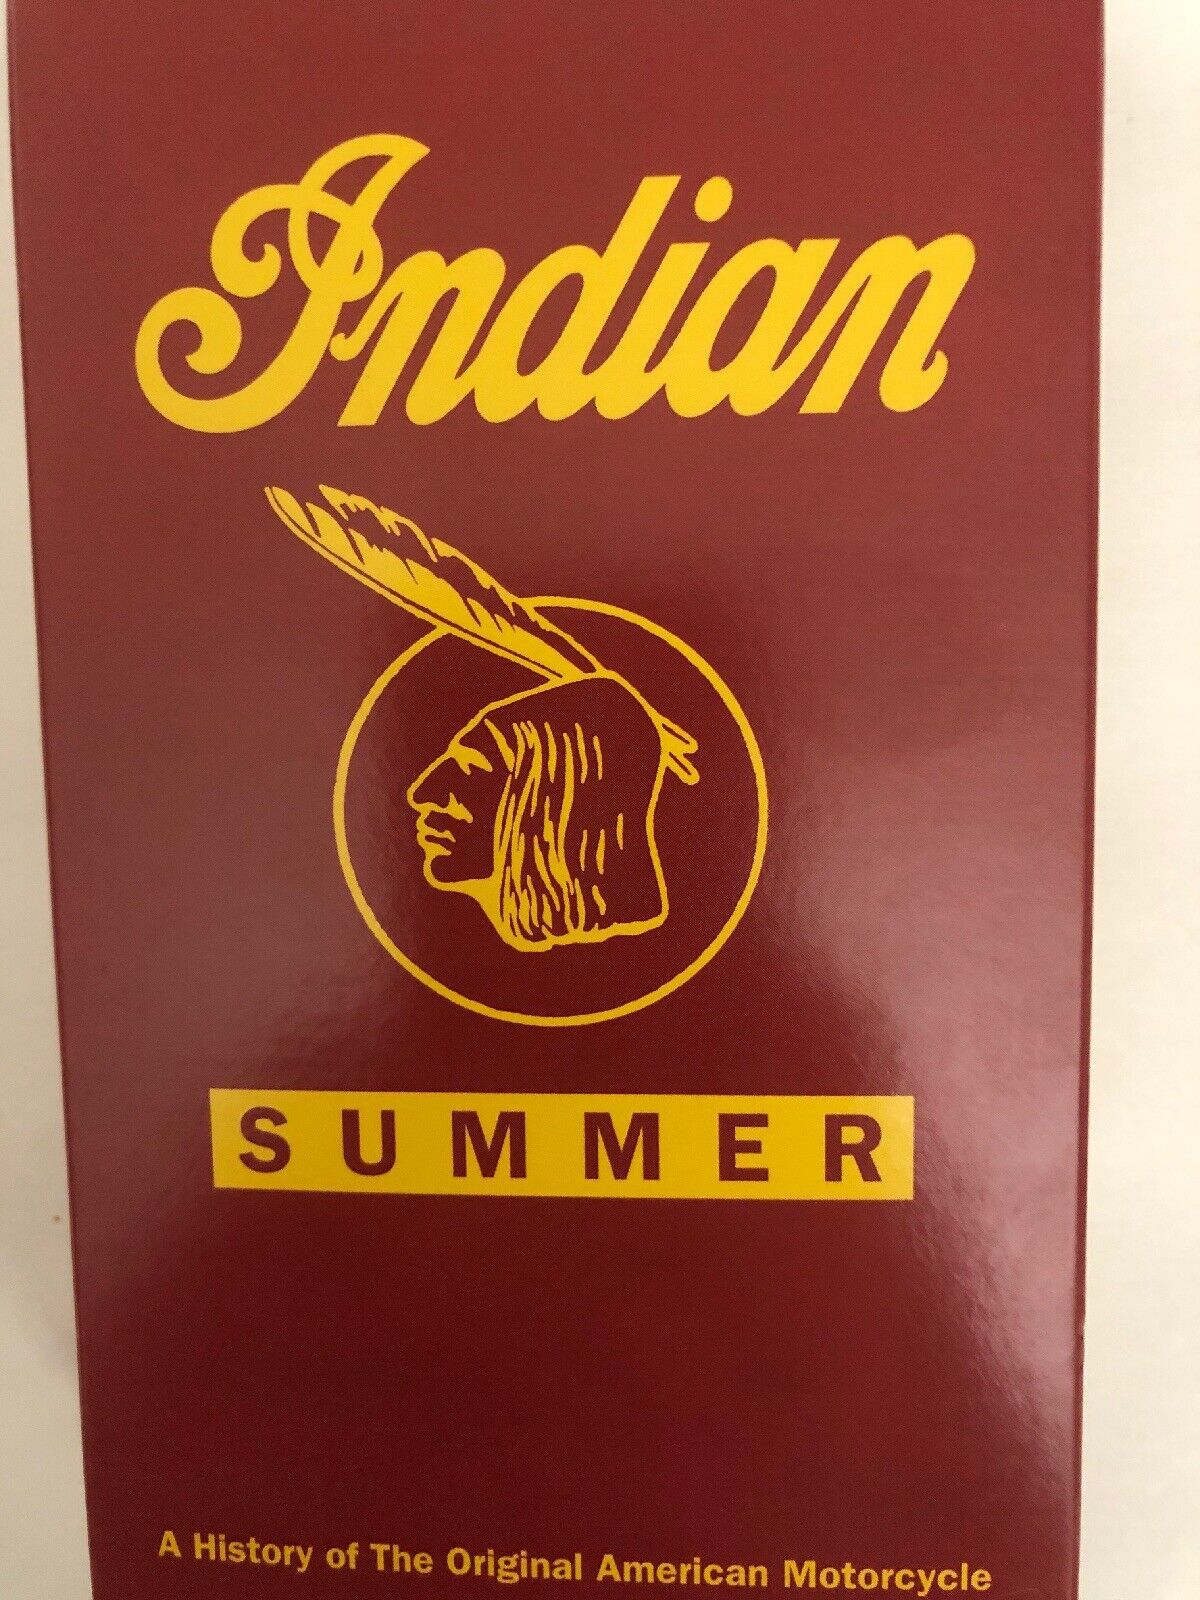 Indian
SUMMER
A History of The Original American Motorcycle